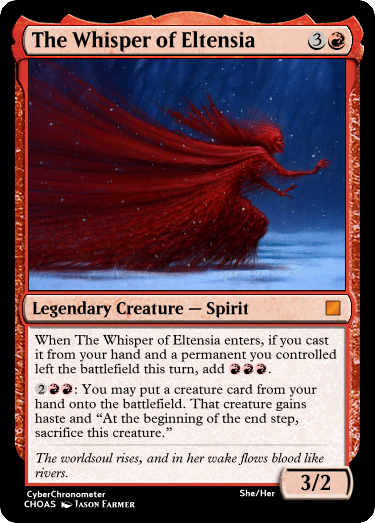 The Whisper of Eltensia 3
Legendary Creature — Spirit
When The Whisper of Eltensia enters, if you cast
it from your hand and a permanent you controlled
left the battlefield this turn, add .
2: You may put a creature card from your
hand onto the battlefield. That creature gains
haste and “At the beginning of the end step,
sacrifice this creature.”
The worldsoul rises, and in her wake flows blood like
rivers.
3/2
CyberChronometer
She/Her
CHOAS JASON FARMER